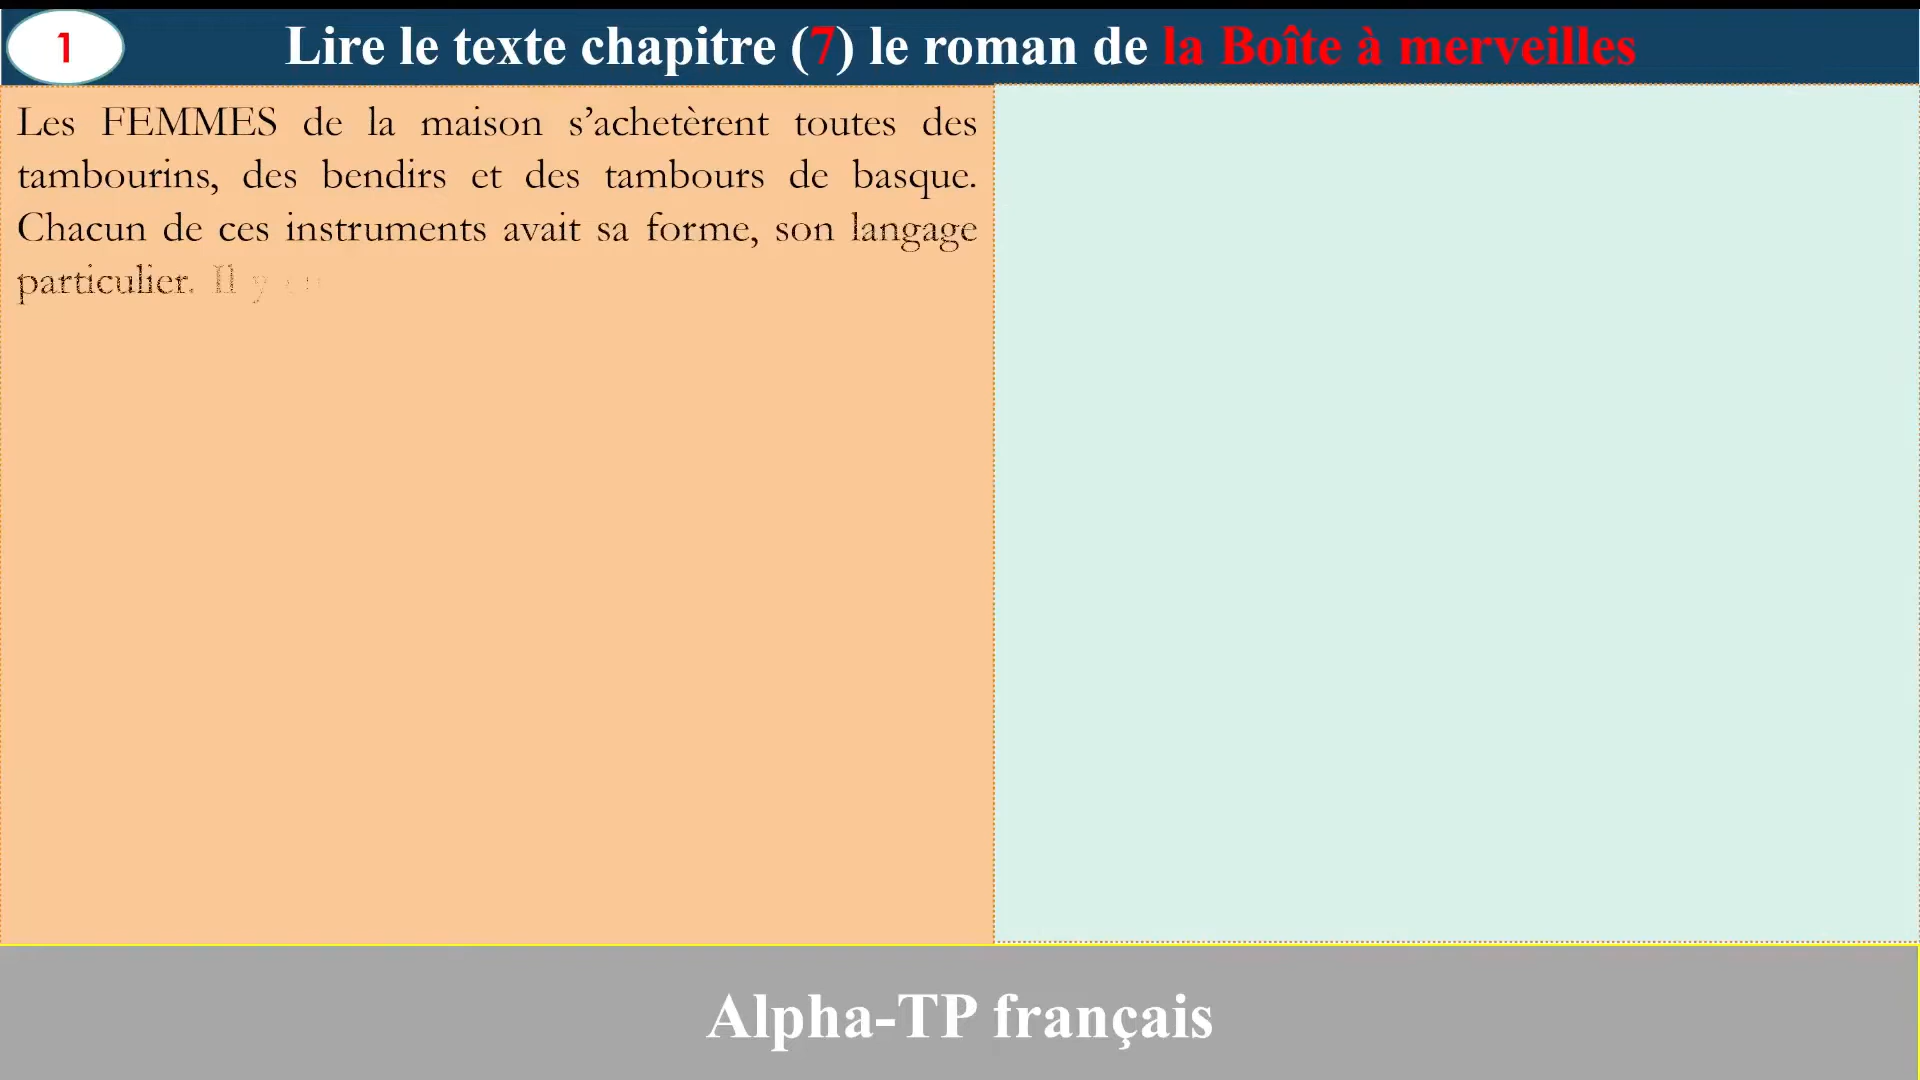 1
Lire le texte chapitre (7) le roman de la Boîte à merveilles
Les FEMMES de la maison s’achetèrent toutes des
tambourins, des bendirs et des tambours de basque.
Chacun de ces instruments avait sa forme, son langage
particulier. Il y en
Alpha-TP français